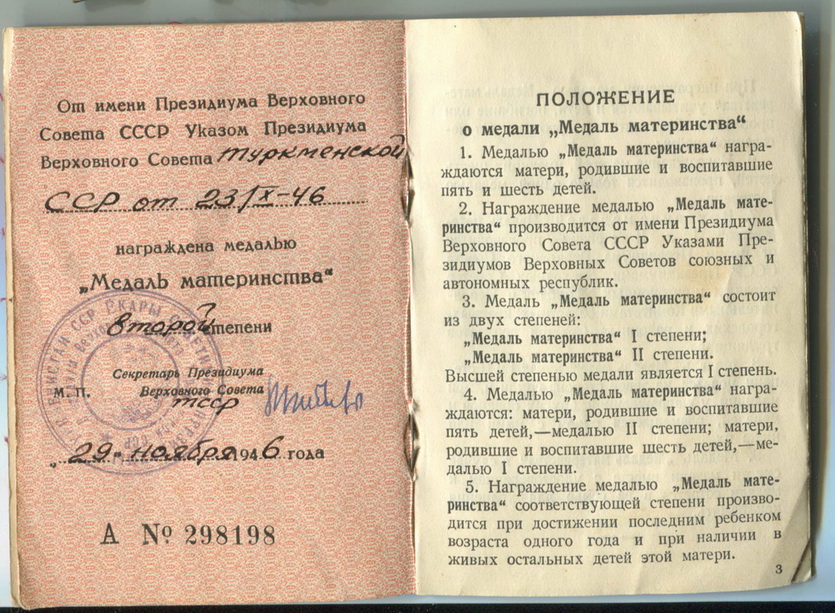 От имени Президиума Верховного
Совета СССР Указом Президиума
Верховного Совета Туркменской
ССР от 23/IX-46
награждена медалью
„Медаль материнства“
второй степени
Секретарь Президиума
М. П. Верховного Совета
тсср
„29“ ноября 1946 года
А № 298198
ПОЛОЖЕНИЕ
о медали „Медаль материнства“
1. Медалью „Медаль материнства“ награ-
ждаются матери, родившие и воспитавшие
пять и шесть детей.
2. Награждение медалью „Медаль мате-
ринства“ производится от имени Президиума
Верховного Совета СССР Указами Пре-
зидиумов Верховных Советов союзных и
автономных республик.
3. Медаль „Медаль материнства“ состоит
из двух степеней:
„Медаль материнства“ I степени;
„Медаль материнства“ II степени.
Высшей степенью медали является I степень.
4. Медалью „Медаль материнства“ награ-
ждаются: матери, родившие и воспитавшие
пять детей,—медалью II степени; матери,
родившие и воспитавшие шесть детей,—ме-
далью I степени.
5. Награждение медалью „Медаль мате-
ринства“ соответствующей степени произво-
дится при достижении последним ребенком
возраста одного года и при наличии в
живых остальных детей этой матери.
3